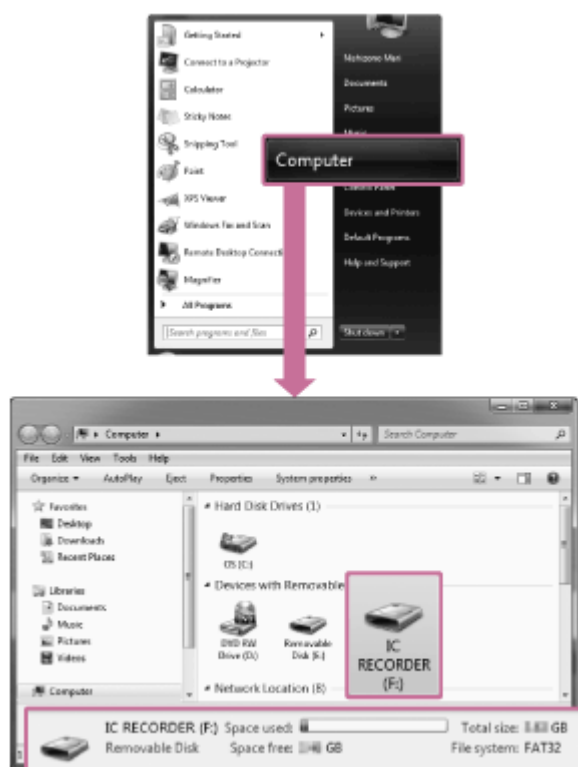 Getting Started
Connect to a Projector
Calculator
Sticky Notes
Snipping Tool
Paint
XPS Viewer
Windows Fax and Scan
Remote Desktop Connecti
Magnifier
All Programs
Search programs and files
Documents
Pictures
Music
Computer
Control Panel
Devices and Printers
Default Programs
Help and Support
Shut down
Computer
Search Computer
File Edit View Tools Help
Organize AutoPlay Eject Properties System properties »
Favorites
Desktop
Downloads
Recent Places
Libraries
Documents
Music
Pictures
Videos
Computer
Hard Disk Drives (1)
OS (C:)
Devices with Removable
DVD RW
Drive (D:)
Removable
Disk (E:)
IC
RECORDER
(F:)
Network Location (8)
IC RECORDER (F:) Space used: Total size: GB
Removable Disk Space free: GB File system: FAT32